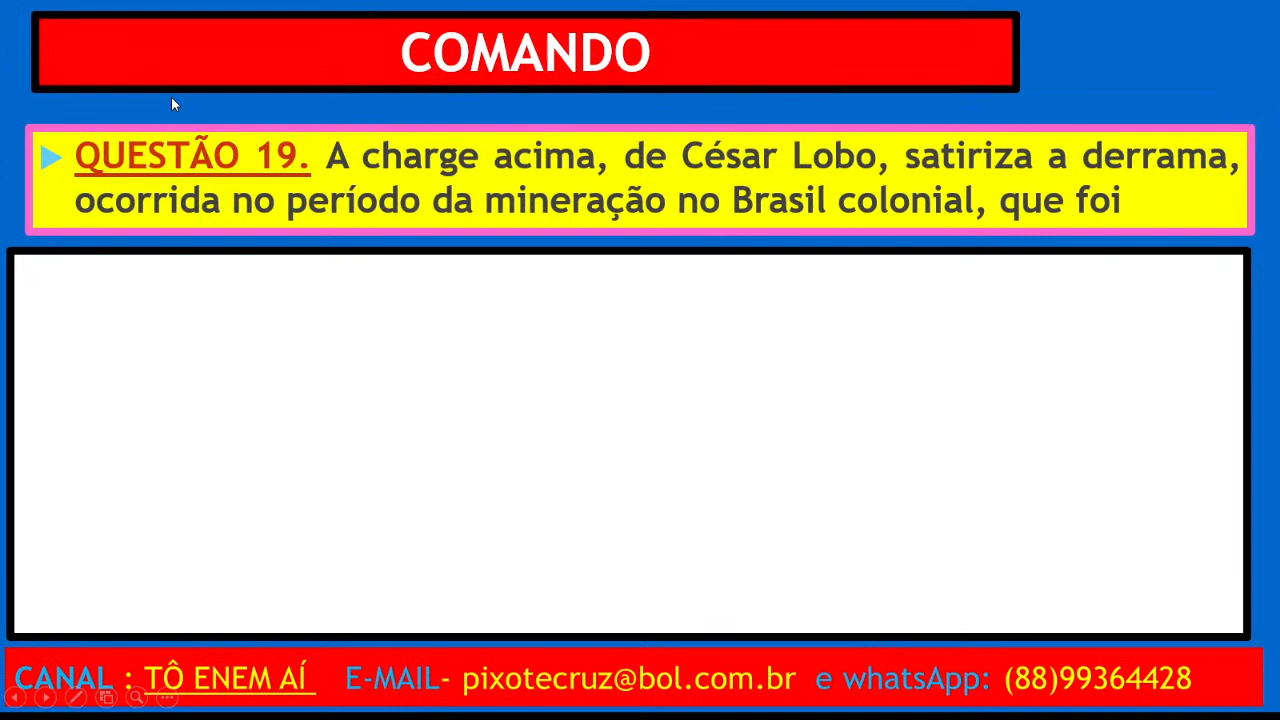 COMANDO
QUESTÃO 19. A charge acima, de César Lobo, satiriza a derrama,
ocorrida no período da mineração no Brasil colonial, que foi
CANAL : TÔ ENEM AÍ E-MAIL- pixotecruz@bol.com.br e whatsApp: (88)99364428